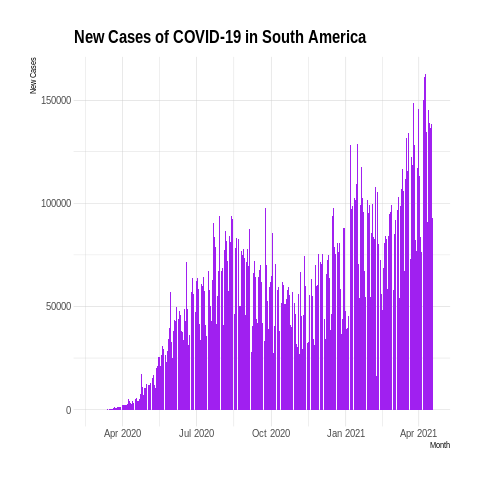 New Cases of COVID-19 in South America
New Cases
150000
100000
50000
0
Apr 2020 Jul 2020 Oct 2020 Jan 2021 Apr 2021
Month